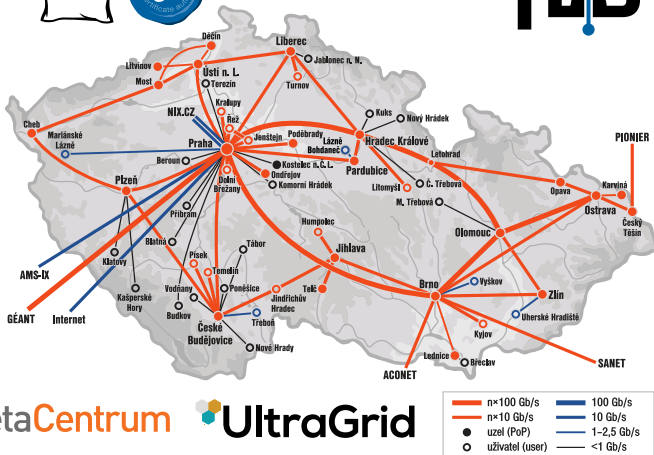 certificate auth
Děčín
Litvínov
Most
Ústí n. L.
Terezín
Liberec
Jablonec n. N.
Turnov
Kralupy
Řež
NIX.CZ
Praha
Jenštejn
Poděbrady
Lázně
Bohdaneč
Kuks
Nový Hrádek
Hradec Králové
Pardubice
Letohrad
Litomyšl
Č. Třebová
M. Třebová
PIONIER
Opava
Karviná
Ostrava
Český
Těšín
Cheb
Mariánské
Lázně
Beroun
Kostelec n.Č.L.
Ondřejov
Komorní Hrádek
Dolní
Břežany
Plzeň
Příbram
Blatná
Klatovy
Kašperské
Hory
Písek
Temelín
Tábor
Vodňany
Poněšice
Budkov
České
Budějovice
Třeboň
Nové Hrady
Jindřichův
Hradec
Humpolec
Jihlava
Telč
Olomouc
Brno
Vyškov
Zlín
Uherské Hradiště
Kyjov
Lednice
Břeclav
AMS-IX
GÉANT
Internet
ACONET
SANET
etaCentrum
UltraGrid
n×100 Gb/s
n×10 Gb/s
uzel (PoP)
uživatel (user)
100 Gb/s
10 Gb/s
1–2,5 Gb/s
<1 Gb/s